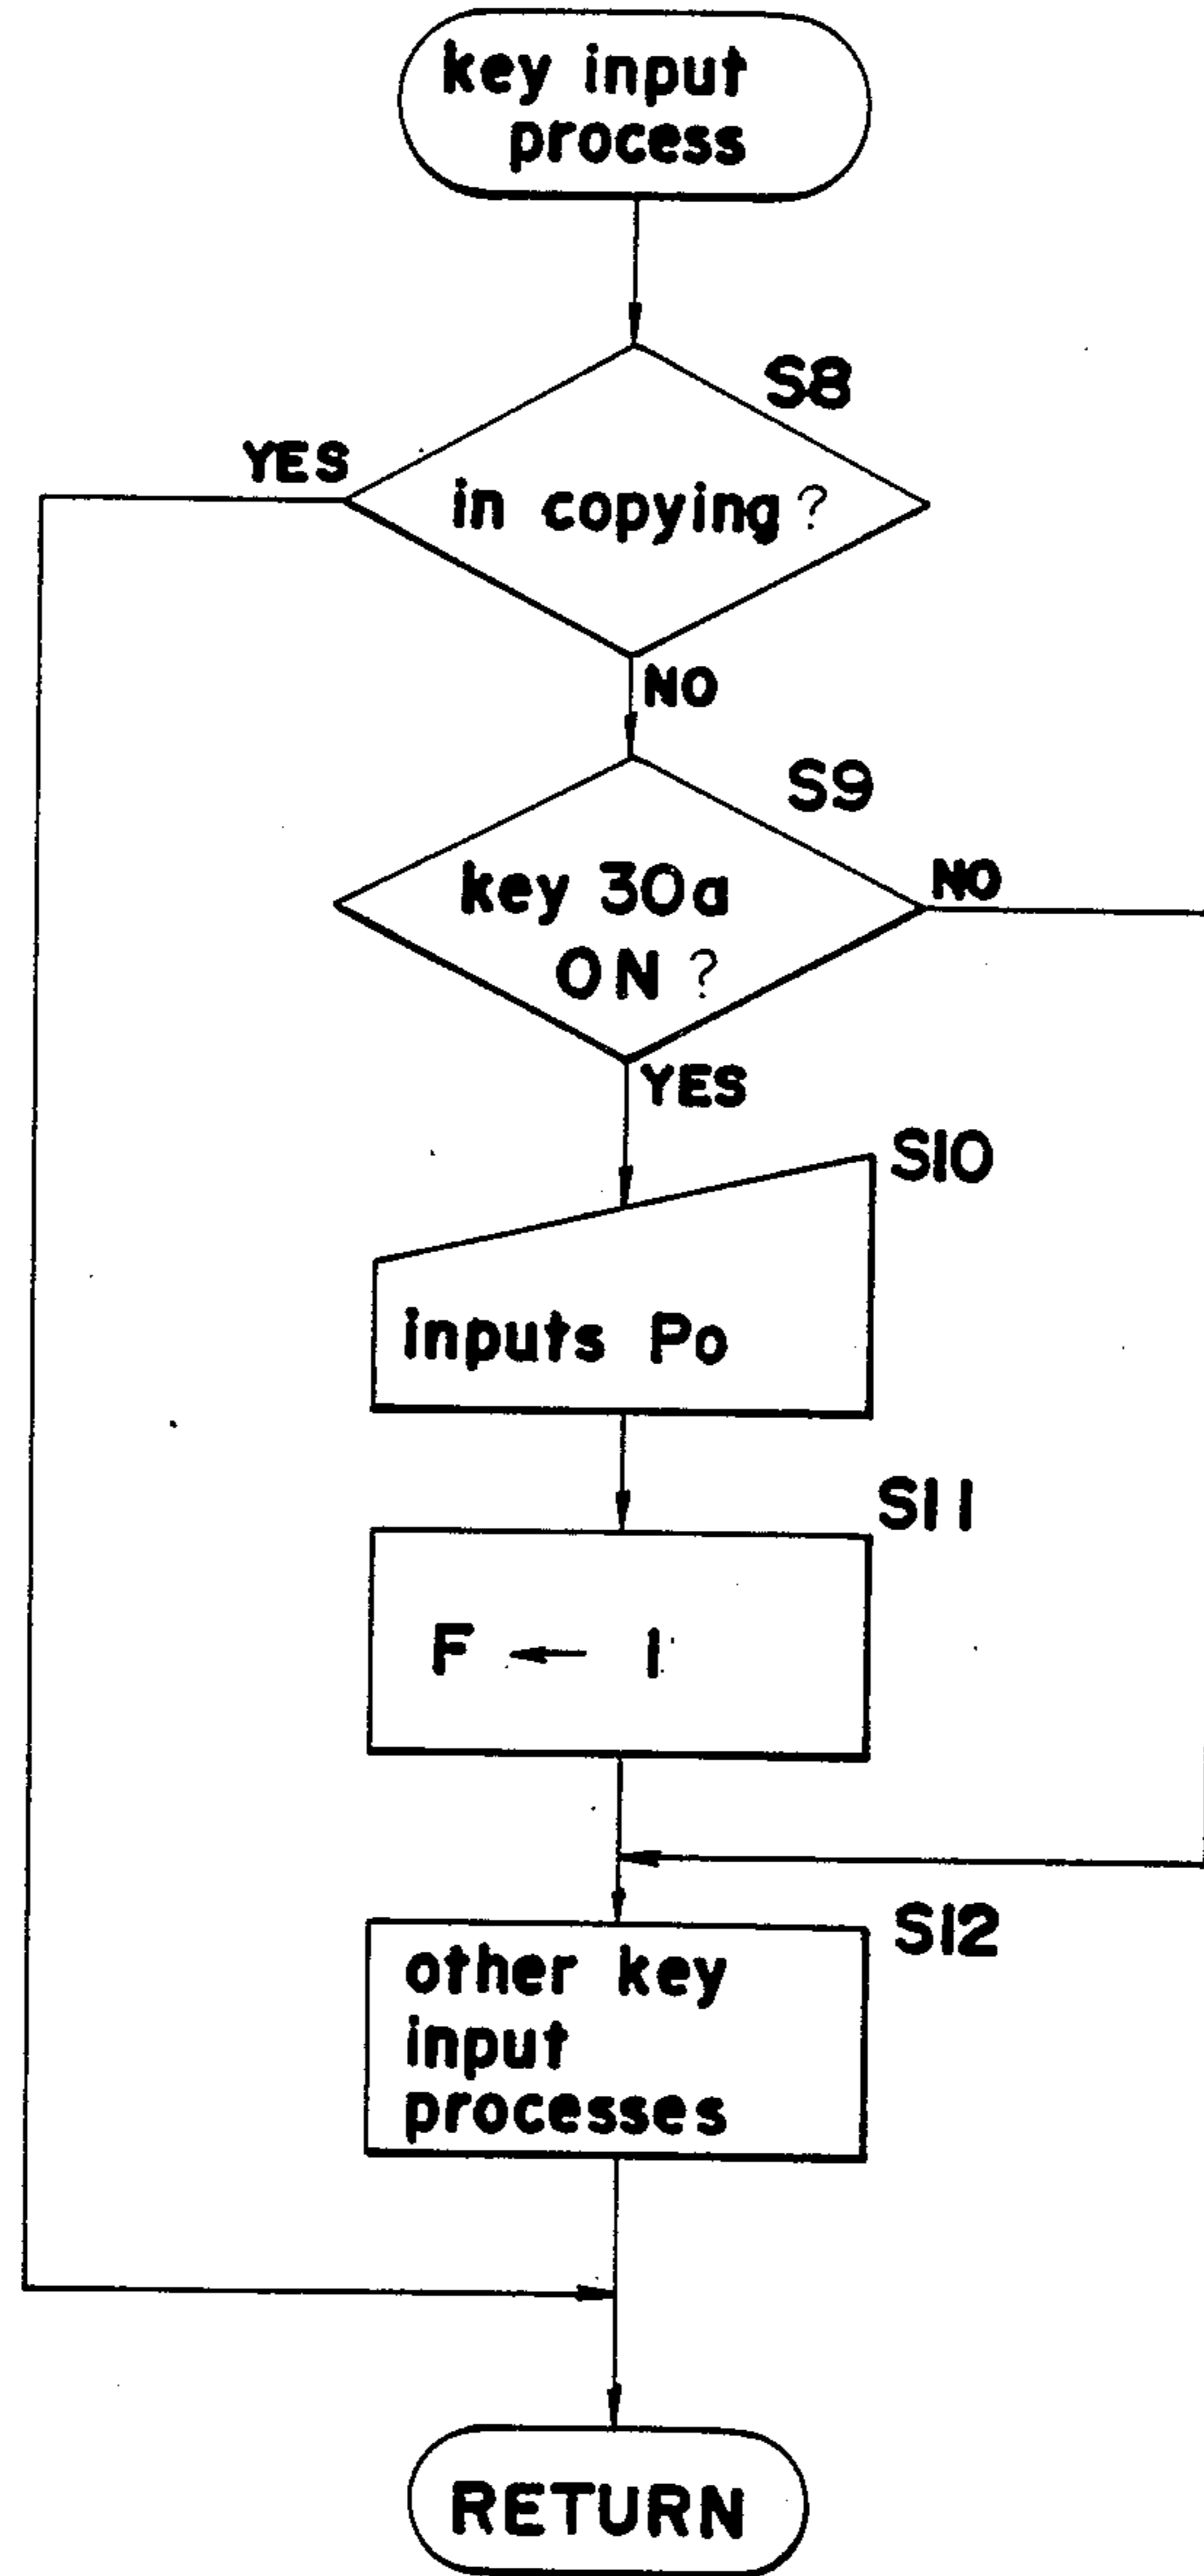 key input
process
S8
YES
in copying ?
NO
S9
key 30a
ON ?
NO
YES
S10
inputs Po
S11
F ← 1
S12
other key
input
processes
RETURN